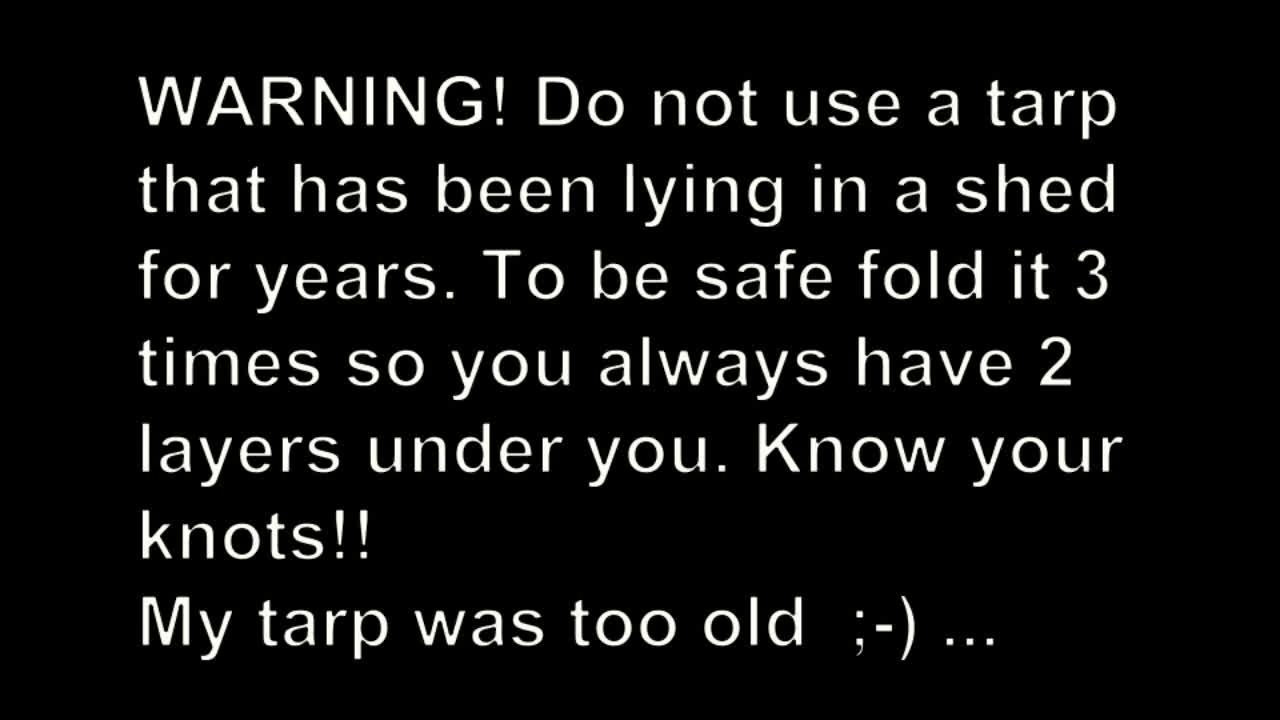 WARNING! Do not use a tarp
that has been lying in a shed
for years. To be safe fold it 3
times so you always have 2
layers under you. Know your
knots!!
My tarp was too old  ;-) ...